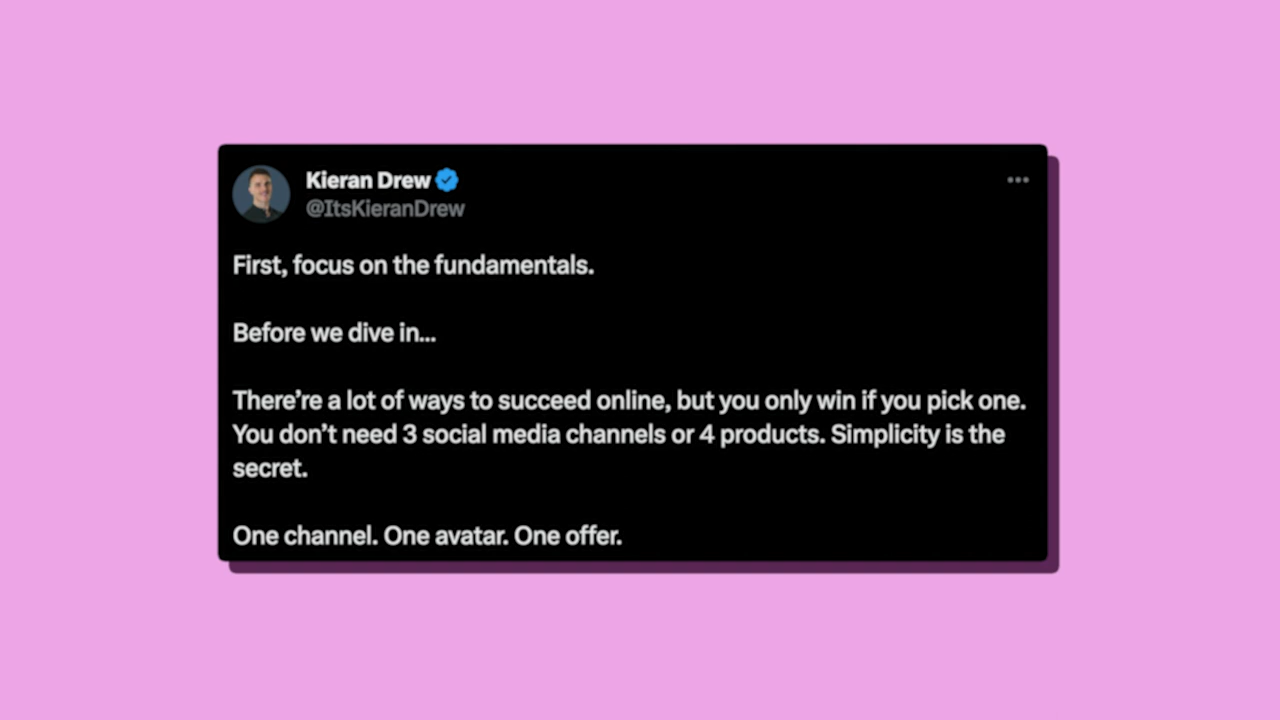 Kieran Drew
@ItsKieranDrew
First, focus on the fundamentals.
Before we dive in...
There’re a lot of ways to succeed online, but you only win if you pick one.
You don’t need 3 social media channels or 4 products. Simplicity is the
secret.
One channel. One avatar. One offer.